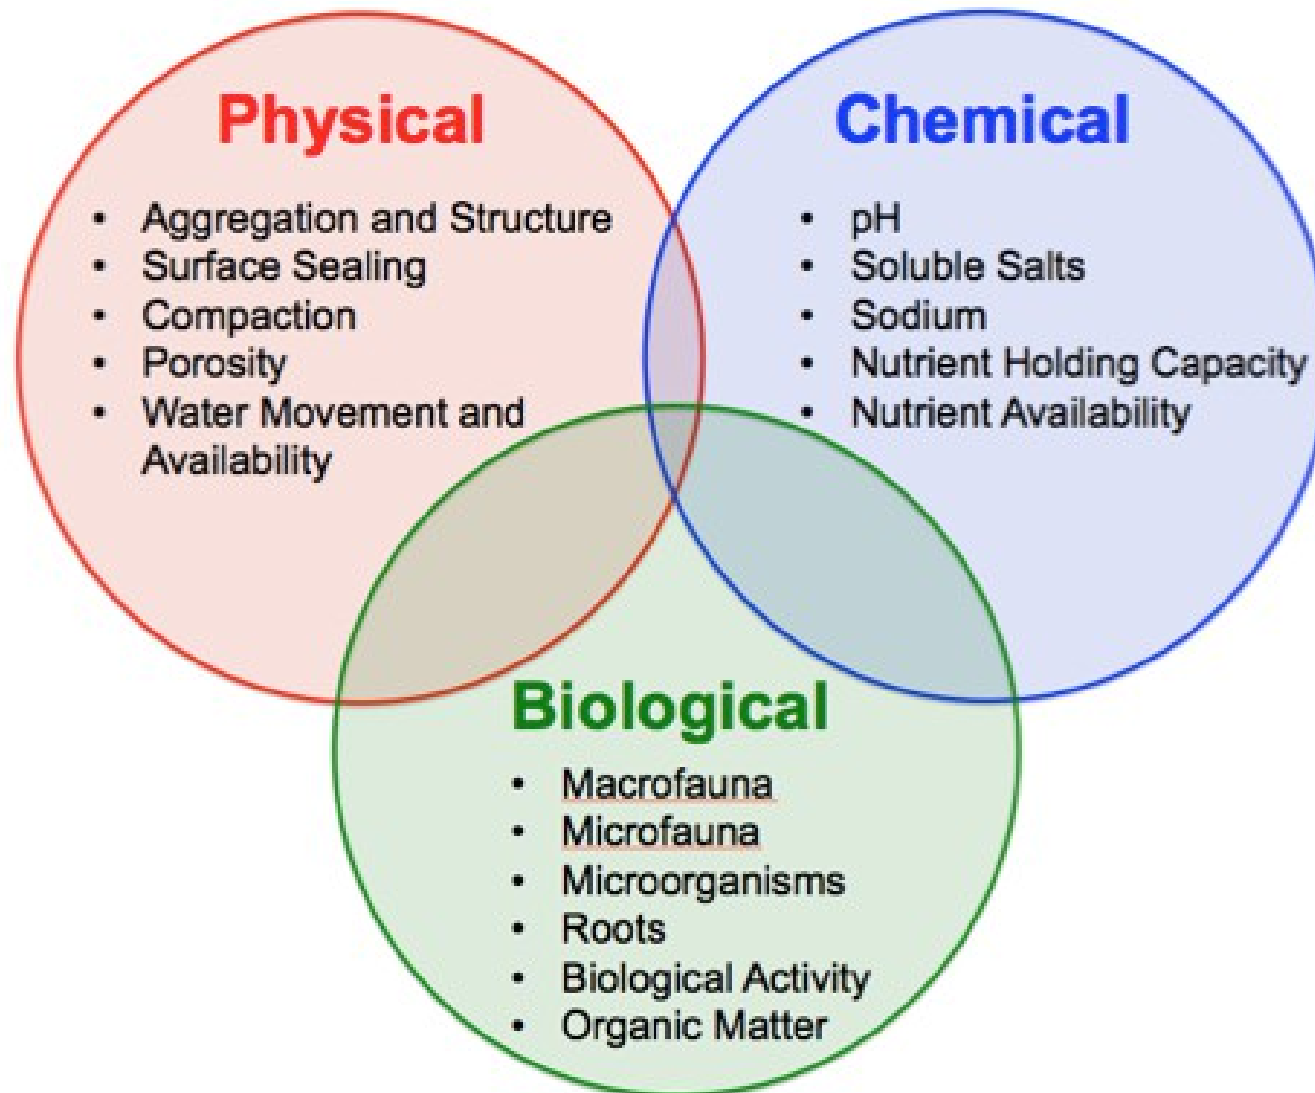 Physical
• Aggregation and Structure
• Surface Sealing
• Compaction
• Porosity
• Water Movement and
Availability
Chemical
• pH
• Soluble Salts
• Sodium
• Nutrient Holding Capacity
• Nutrient Availability
Biological
• Macrofauna
• Microfauna
• Microorganisms
• Roots
• Biological Activity
• Organic Matter